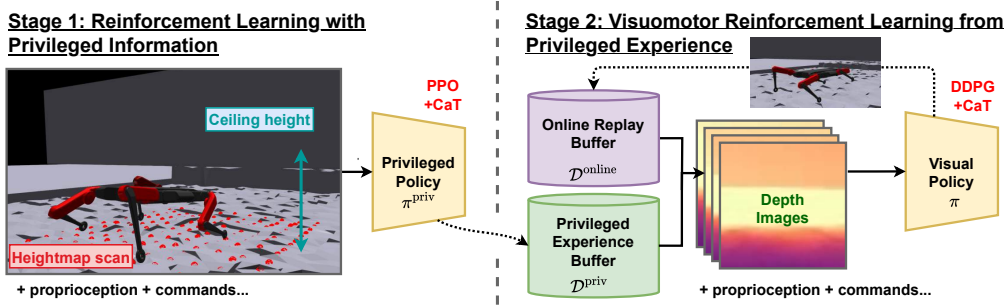 Stage 1: Reinforcement Learning with
Privileged Information
Ceiling height
Heightmap scan
+ proprioception + commands...
PPO
+CaT
Privileged
Policy
π^priv
Stage 2: Visuomotor Reinforcement Learning from
Privileged Experience
Online Replay
Buffer
𝒟^online
Privileged
Experience
Buffer
𝒟^priv
Depth
Images
+ proprioception + commands...
DDPG
+CaT
Visual
Policy
π